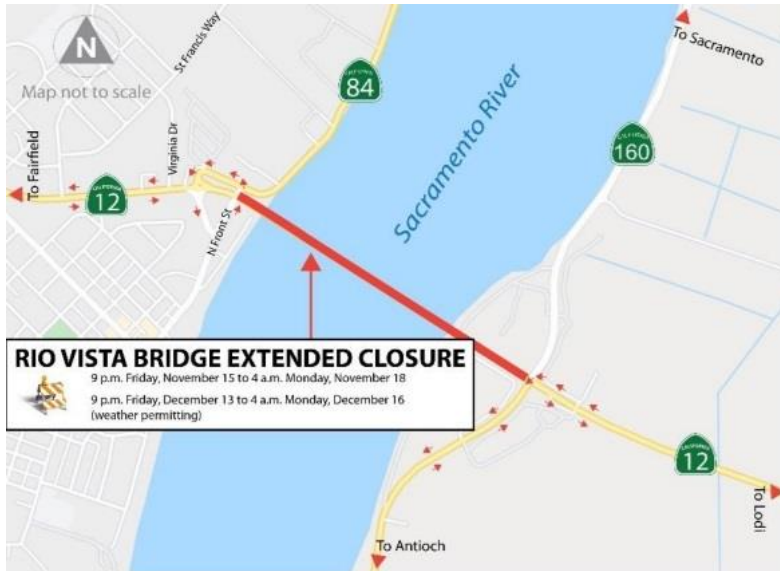 N
Map not to scale
St Francis Way
84
To Sacramento
160
Sacramento River
Virginia Dr
To Fairfield
CALIFORNIA
12
N Front St
RIO VISTA BRIDGE EXTENDED CLOSURE
9 p.m. Friday, November 15 to 4 a.m. Monday, November 18
9 p.m. Friday, December 13 to 4 a.m. Monday, December 16
(weather permitting)
CALIFORNIA
12
To Lodi
To Antioch